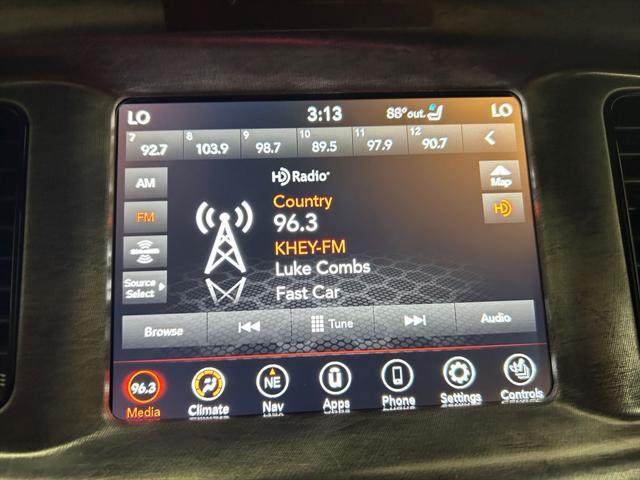 LO 3:13 88°out. LO
7 92.7 8 103.9 9 98.7 10 89.5 11 97.9 12 90.7
AM
FM
SiriusXM
Source
Select
HD Radio
Country
96.3
KHEY-FM
Luke Combs
Fast Car
Map
HD
Browse Tune Audio
96.3 NE
Media Climate Nav Apps Phone Settings Controls